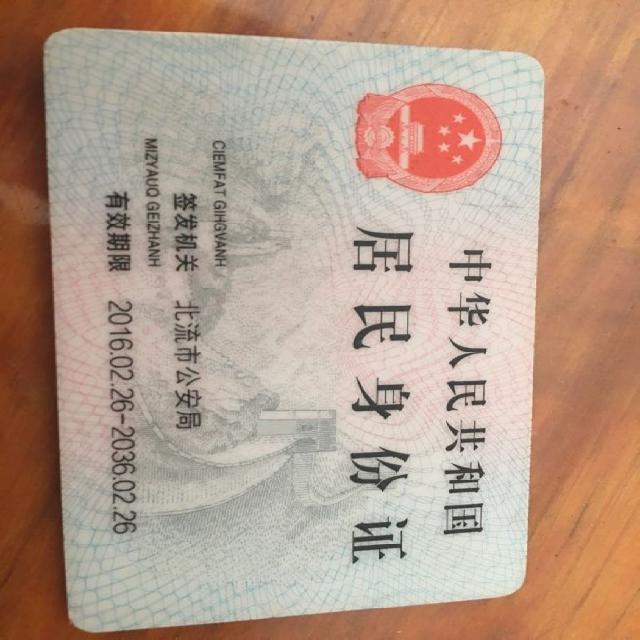 中华人民共和国
居民身份证
CIEMFAT GIHGVANH
签发机关 北流市公安局
MIZYAUO GEIZHANH
有效期限 2016.02.26-2036.02.26